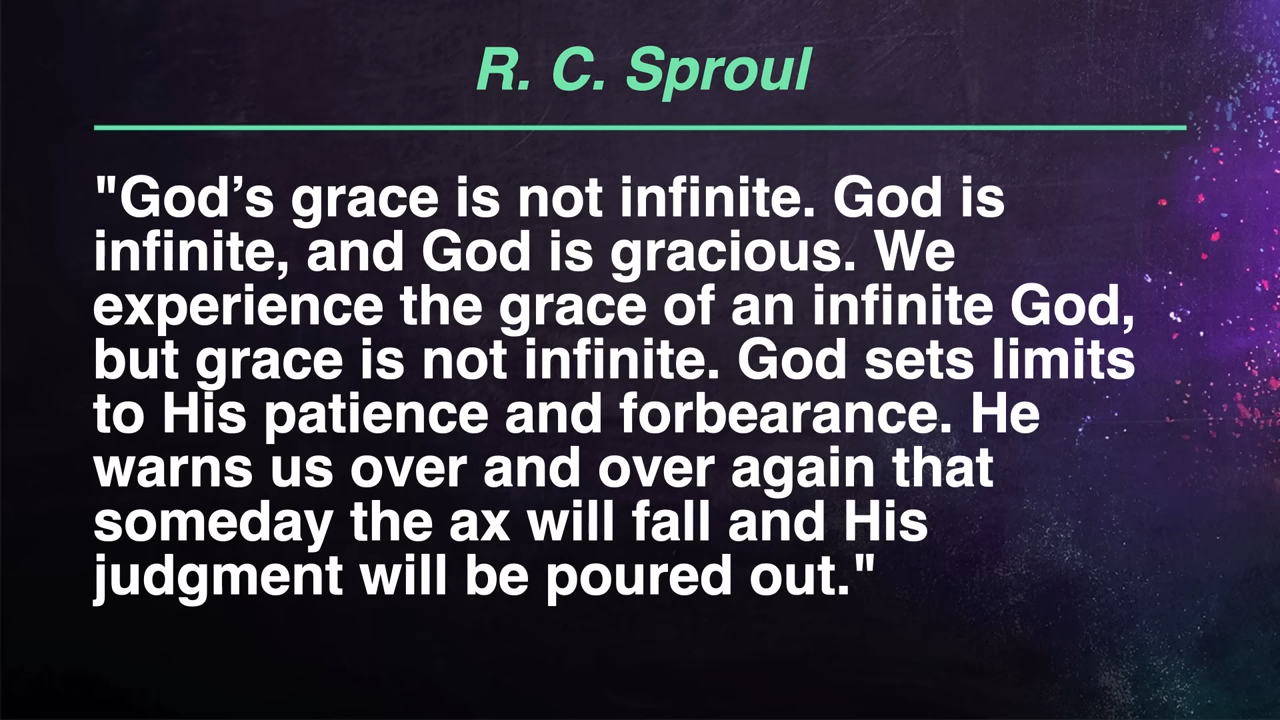 R. C. Sproul
"God’s grace is not infinite. God is
infinite, and God is gracious. We
experience the grace of an infinite God,
but grace is not infinite. God sets limits
to His patience and forbearance. He
warns us over and over again that
someday the ax will fall and His
judgment will be poured out."